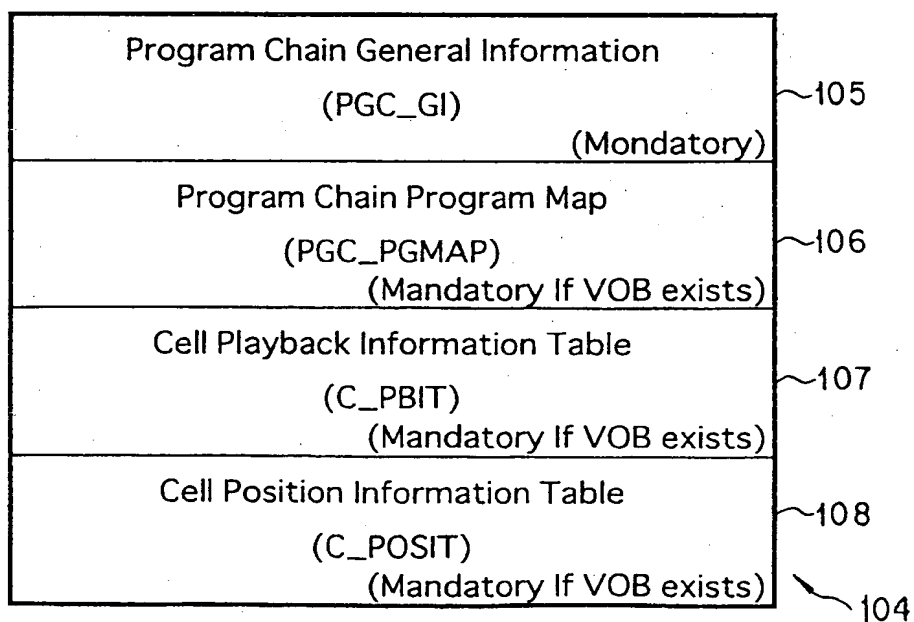 Program Chain General Information
(PGC_GI)
(Mondatory)
105
Program Chain Program Map
(PGC_PGMAP)
(Mandatory If VOB exists)
106
Cell Playback Information Table
(C_PBIT)
(Mandatory If VOB exists)
107
Cell Position Information Table
(C_POSIT)
(Mandatory If VOB exists)
108
104